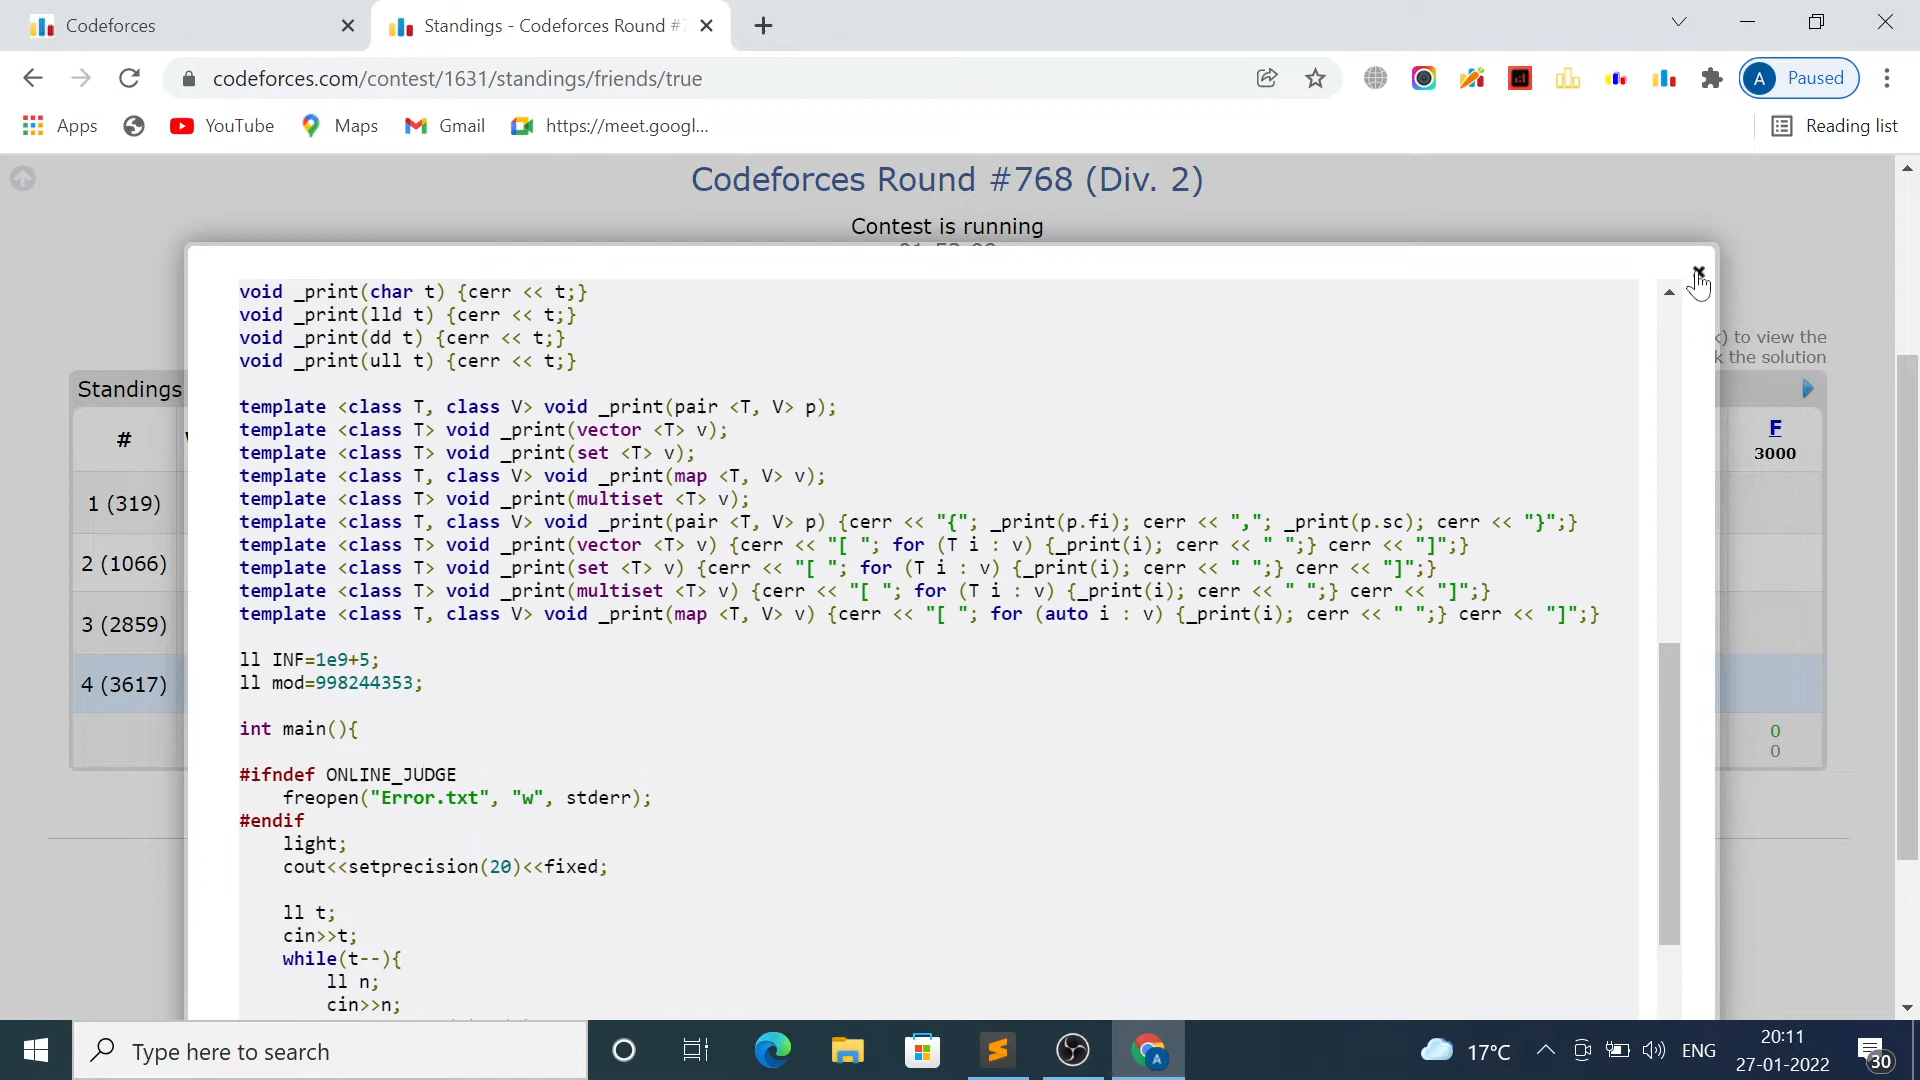 Codeforces
Standings - Codeforces Round #7
codeforces.com/contest/1631/standings/friends/true
A Paused
Apps
YouTube
Maps
Gmail
https://meet.googl...
Reading list
Codeforces Round #768 (Div. 2)
Contest is running
void _print(char t) {cerr << t;}
void _print(lld t) {cerr << t;}
void _print(dd t) {cerr << t;}
void _print(ull t) {cerr << t;}
template <class T, class V> void _print(pair <T, V> p);
template <class T> void _print(vector <T> v);
template <class T> void _print(set <T> v);
template <class T, class V> void _print(map <T, V> v);
template <class T> void _print(multiset <T> v);
template <class T, class V> void _print(pair <T, V> p) {cerr << "{"; _print(p.fi); cerr << ","; _print(p.sc); cerr << "}";}
template <class T> void _print(vector <T> v) {cerr << "[ "; for (T i : v) {_print(i); cerr << " ";} cerr << "]";}
template <class T> void _print(set <T> v) {cerr << "[ "; for (T i : v) {_print(i); cerr << " ";} cerr << "]";}
template <class T> void _print(multiset <T> v) {cerr << "[ "; for (T i : v) {_print(i); cerr << " ";} cerr << "]";}
template <class T, class V> void _print(map <T, V> v) {cerr << "[ "; for (auto i : v) {_print(i); cerr << " ";} cerr << "]";}
ll INF=1e9+5;
ll mod=998244353;
int main(){
#ifndef ONLINE_JUDGE
freopen("Error.txt", "w", stderr);
#endif
light;
cout<<setprecision(20)<<fixed;
ll t;
cin>>t;
while(t--){
ll n;
cin>>n;
Standings
#
1 (319)
2 (1066)
3 (2859)
4 (3617)
) to view the
k the solution
F
3000
0
0
Type here to search
A
17°C
ENG
20:11
27-01-2022
30